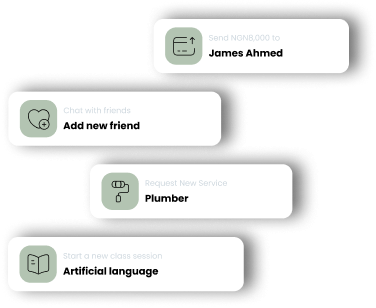 Send NGN8,000 to
James Ahmed
Chat with friends
Add new friend
Request New Service
Plumber
Start a new class session
Artificial language